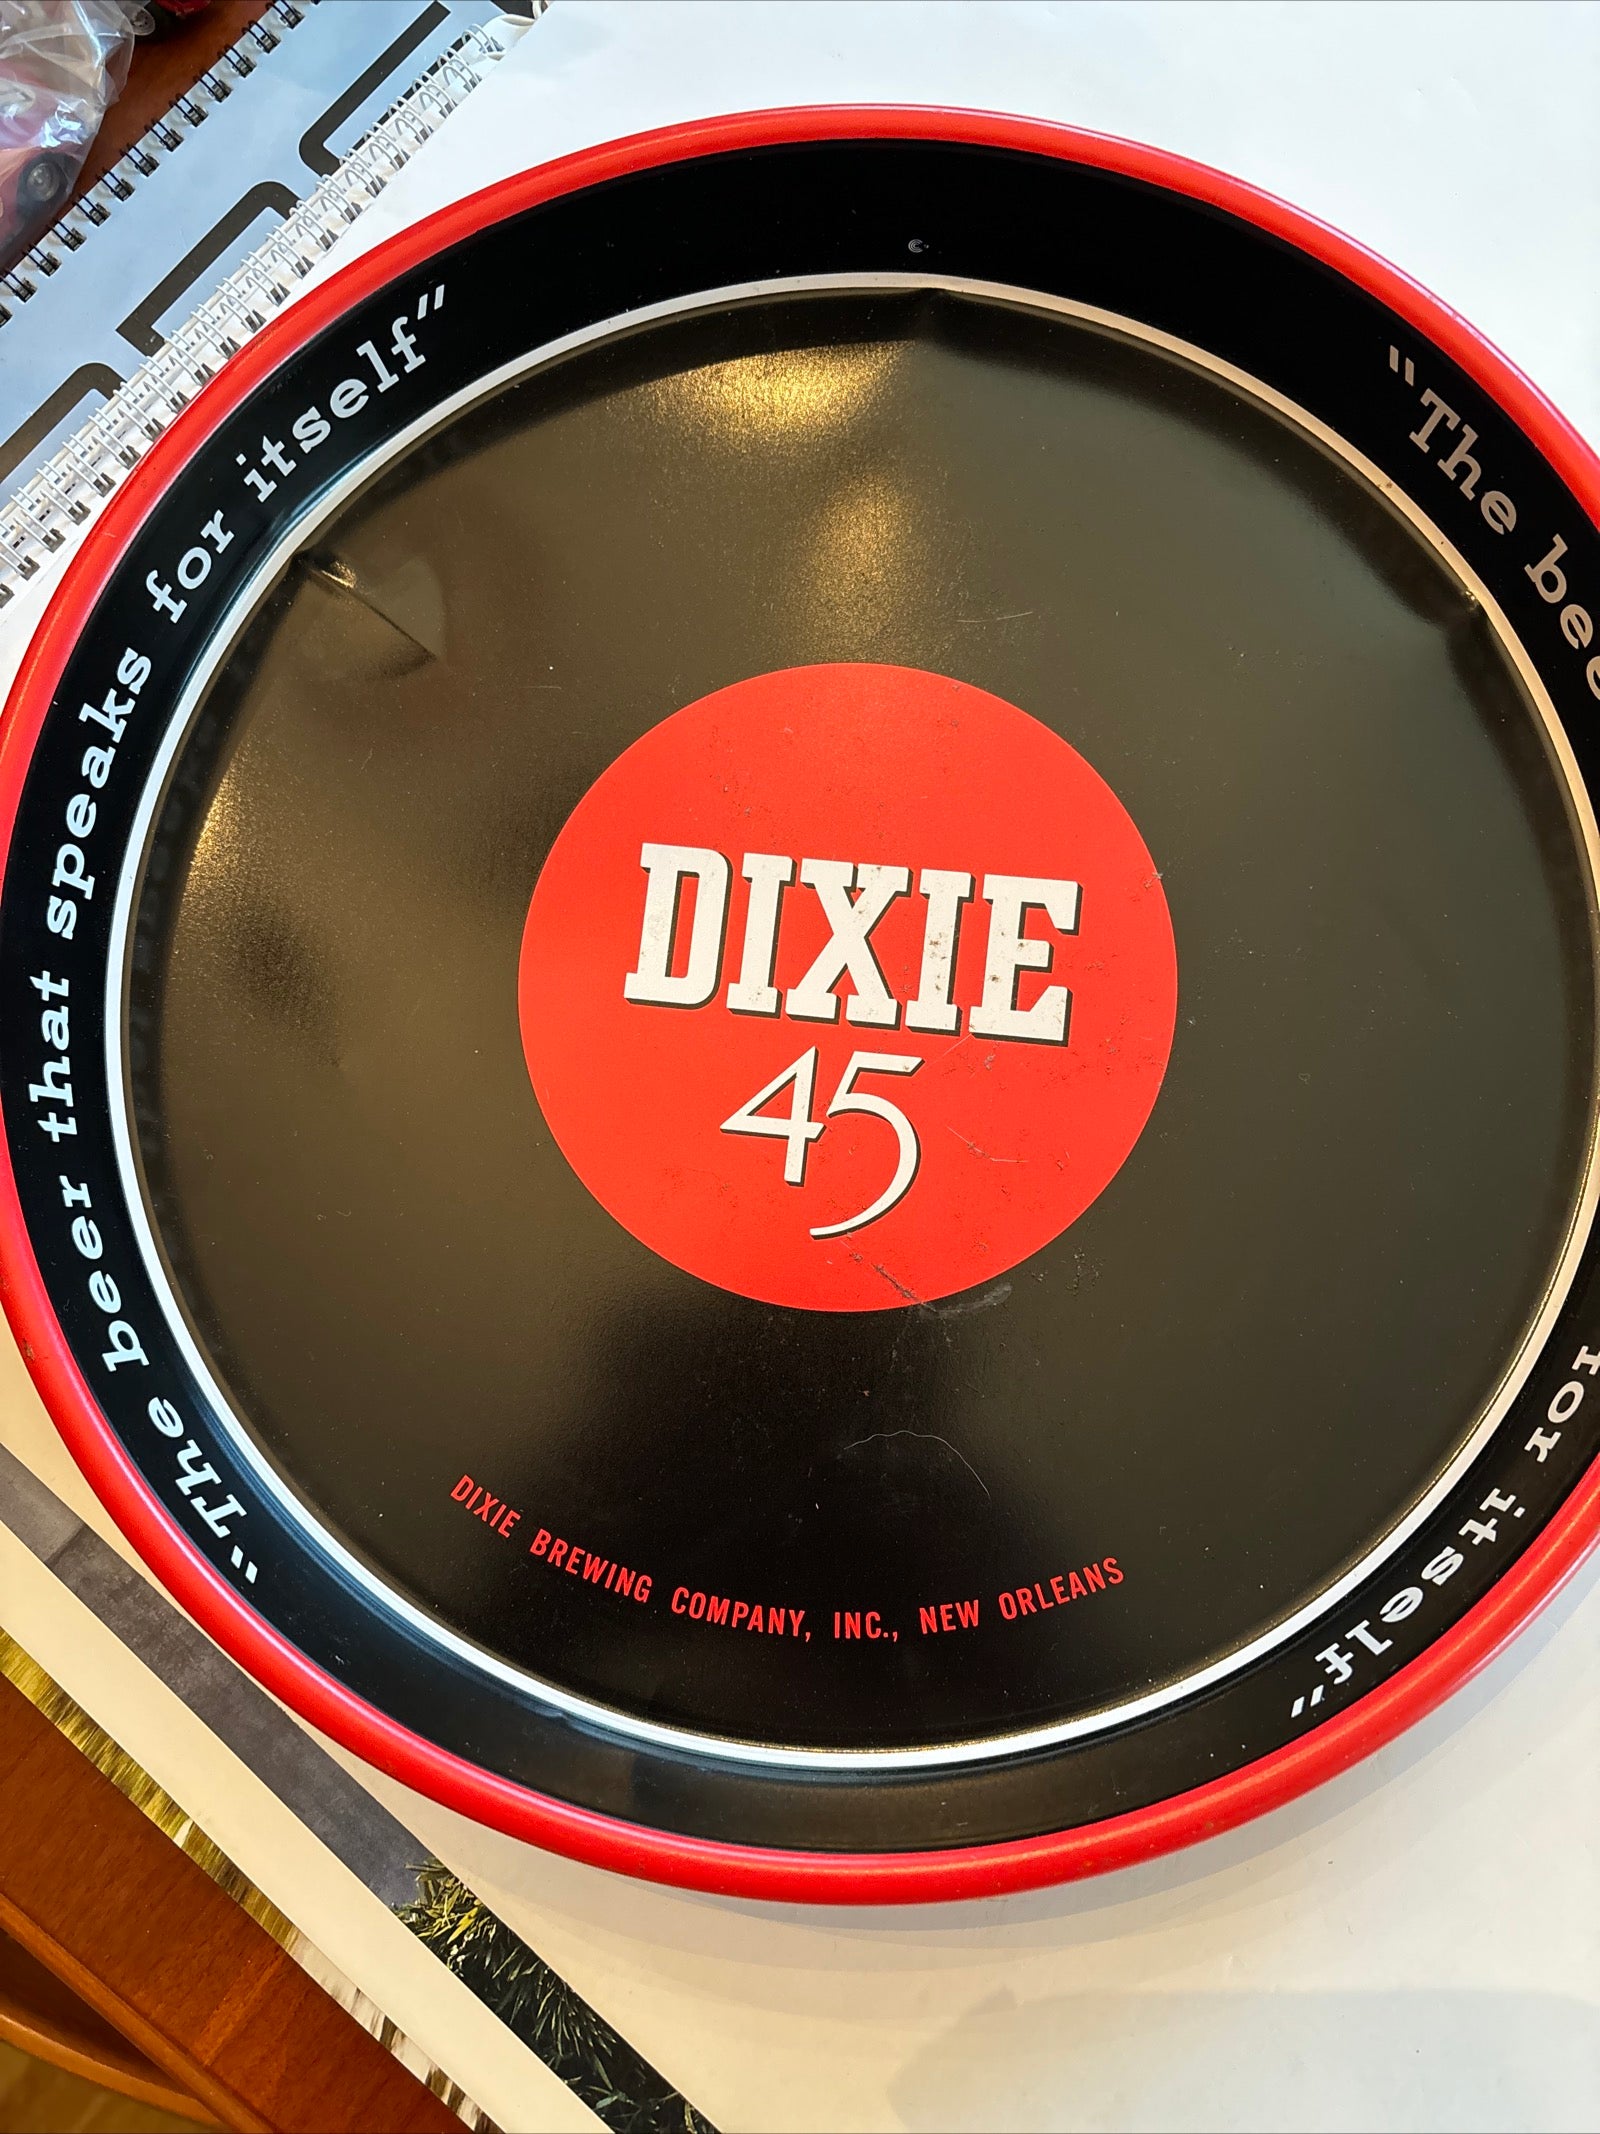 "The beer that speaks for itself"
"The bee
for itself"
DIXIE
45
DIXIE BREWING COMPANY, INC., NEW ORLEANS